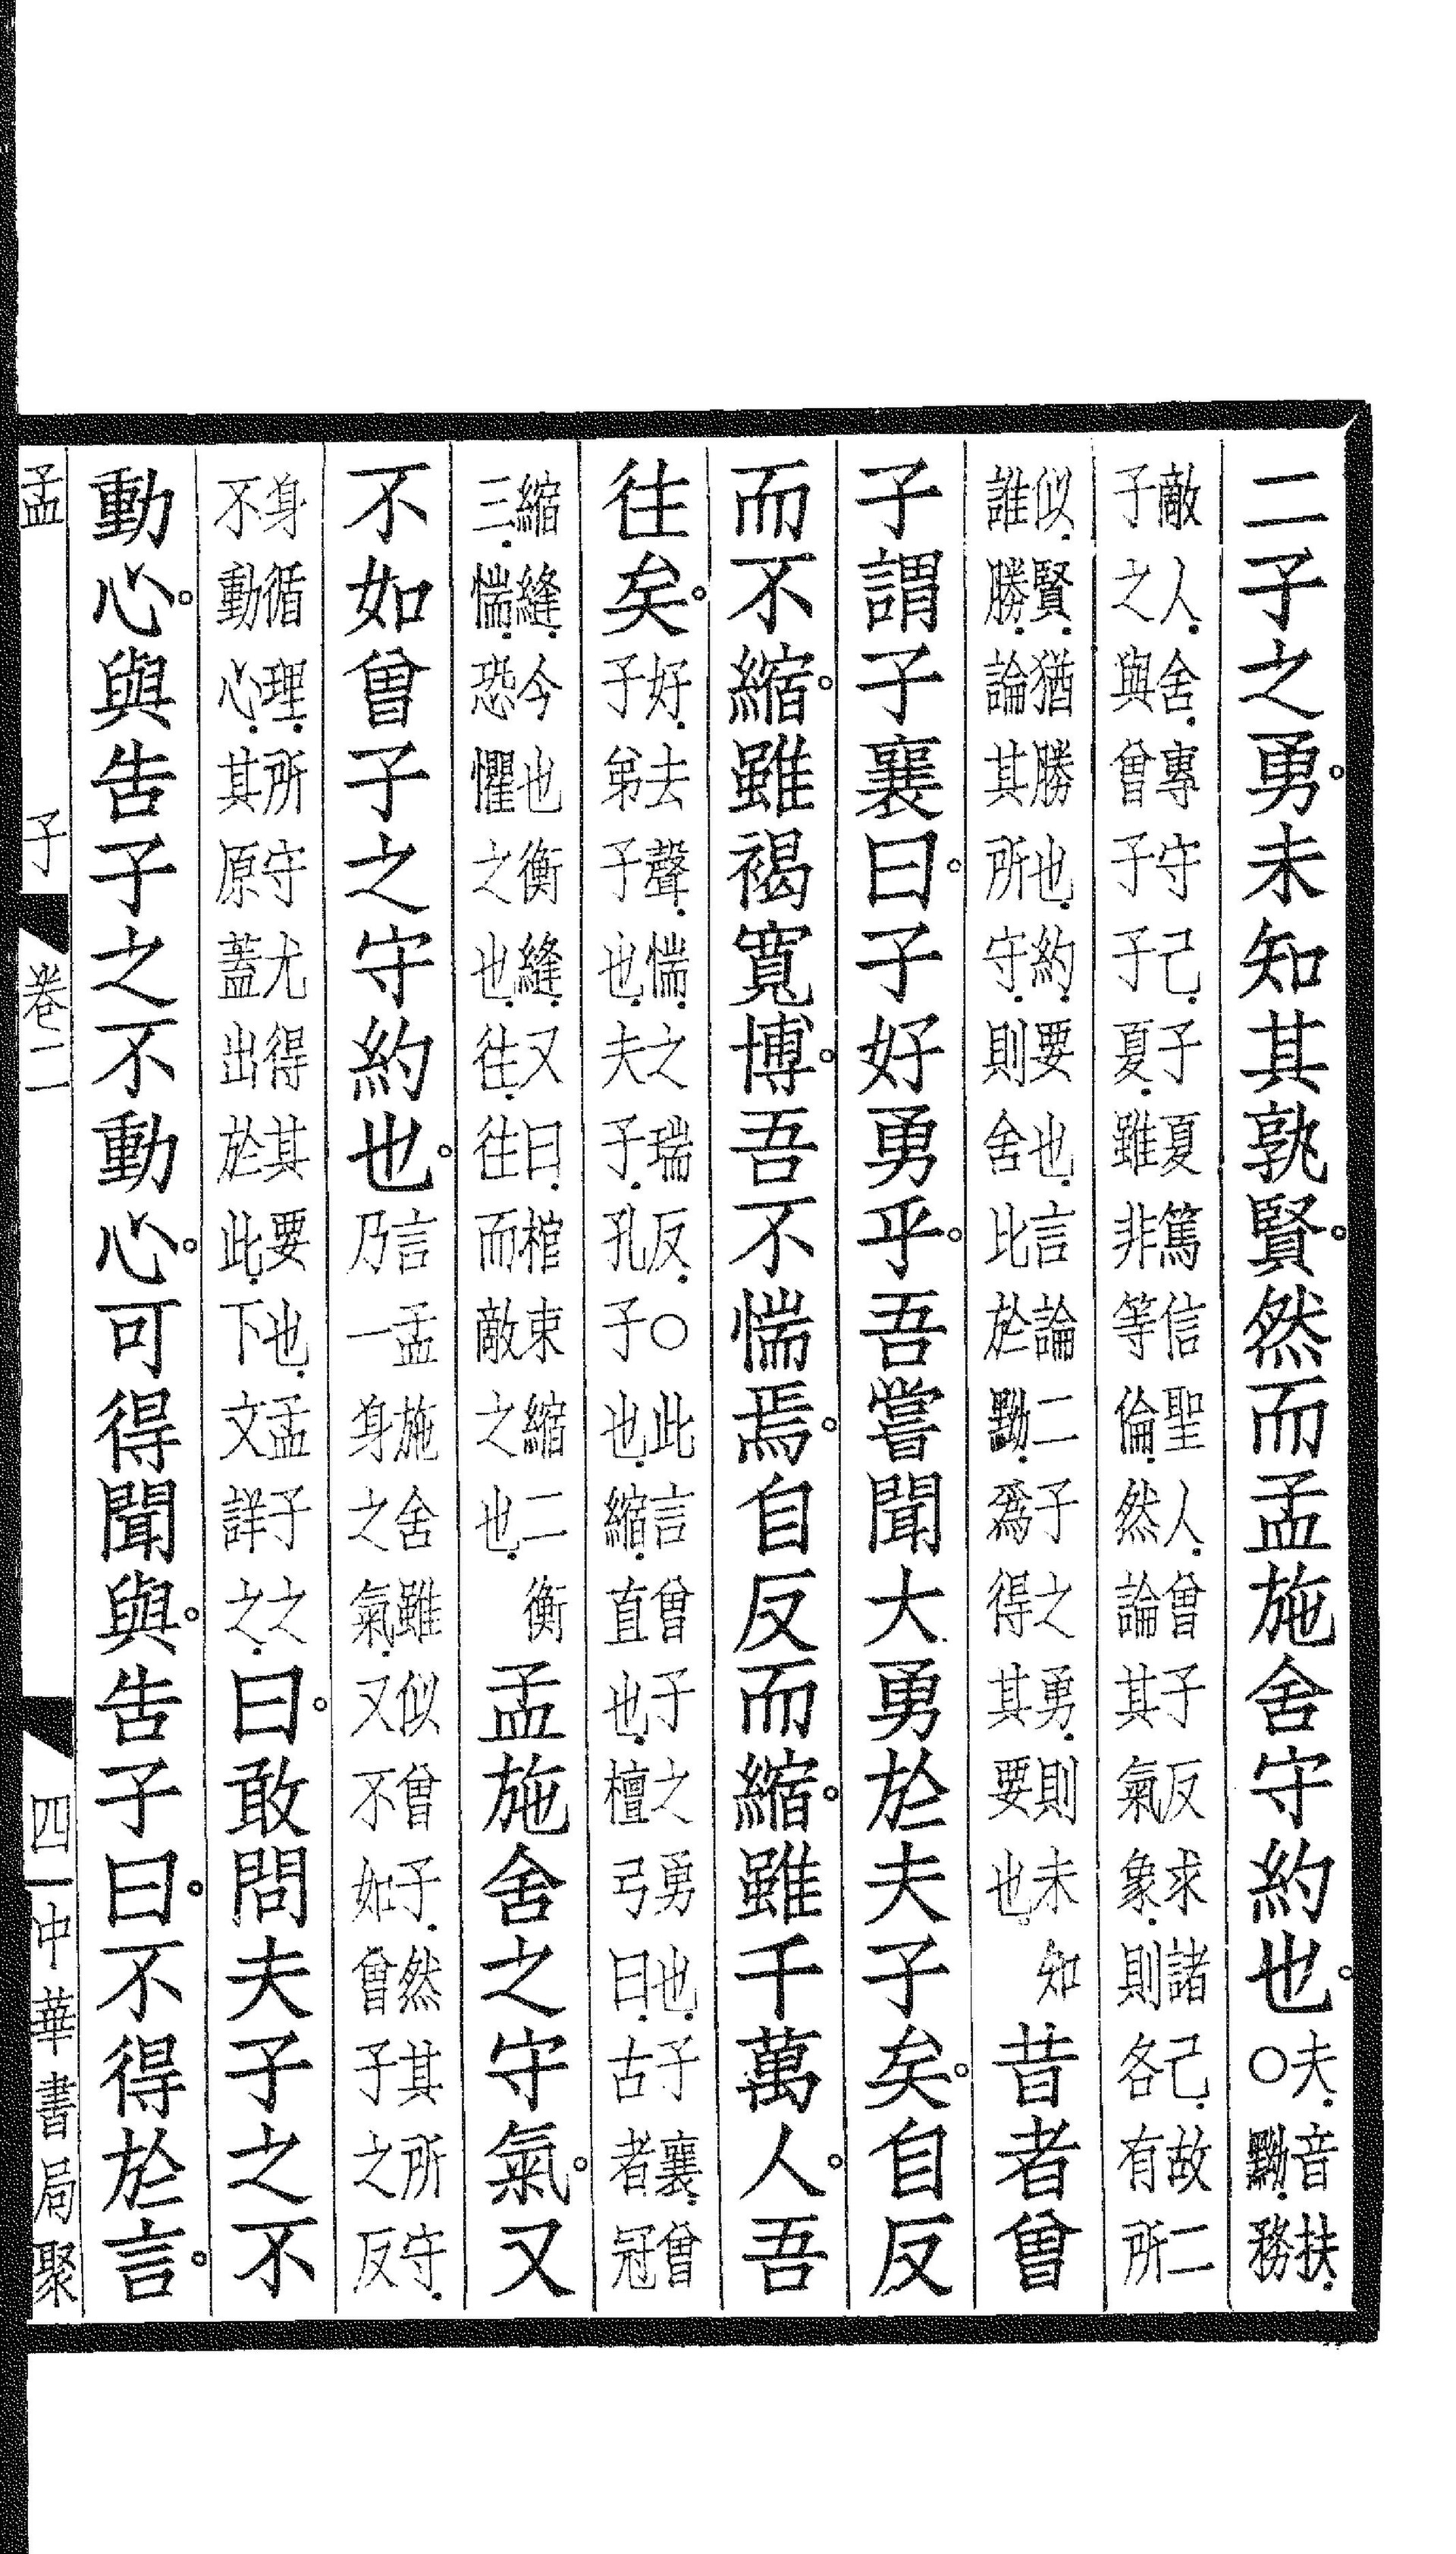 二子之勇。未知其孰賢。然而孟施舍守約也。夫.音扶.
○黝.務
敵人.舍.專守己.子夏篤信聖人.曾子反求諸己.故二
子之與曾子子夏.雖非等倫.然論其氣象.則各有所
似.賢.猶勝也.約.要也.言論二子之勇.則未知
誰勝.論其所守.則舍比於黝.爲得其要也。昔者曾
子謂子襄曰。子好勇乎。吾嘗聞大勇於夫子矣。自反
而不縮。雖褐寬博。吾不惴焉。自反而縮。雖千萬人。吾
往矣。好.去聲.惴.之瑞反.○此言曾子之勇也.子襄.曾
子弟子也.夫子.孔子也.縮.直也.檀弓曰.古者冠
縮縫.今也衡縫.又曰.棺束縮二衡
三.惴.恐懼之也.往.往而敵之也.孟施舍之守氣。又
不如曾子之守約也。言孟施舍雖似曾子.然其所守.
乃一身之氣.又不如曾子之反
身循理.所守尤得其要也.孟子之
不動心.其原蓋出於此.下文詳之.曰。敢問夫子之不
動心。與告子之不動心。可得聞與。告子曰。不得於言。
孟子 卷二 四 中華書局聚